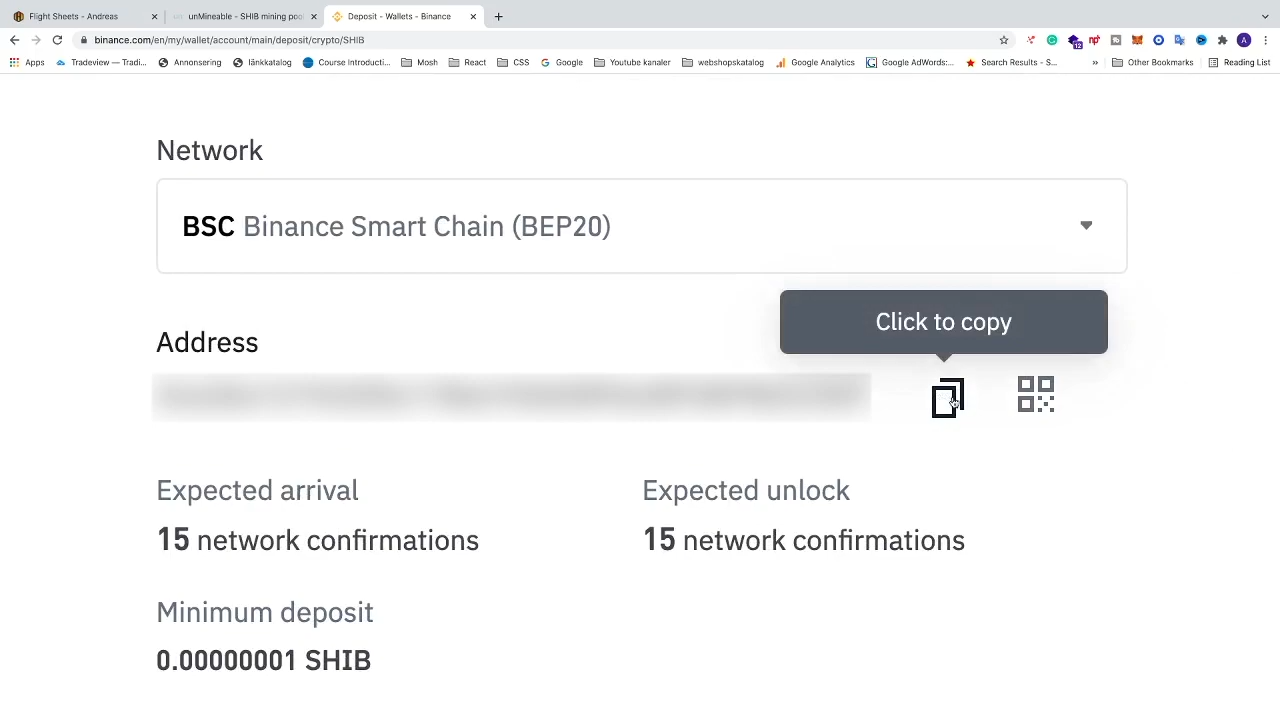 Flight Sheets - Andreas
unMineable - SHIB mining poo
Deposit - Wallets - Binance
binance.com/en/my/wallet/account/main/deposit/crypto/SHIB
12
A
Apps
Tradeview — Tradi...
Annonsering
länkkatalog
Course Introducti...
Mosh
React
CSS
Google
Youtube kanaler
webshopskatalog
Google Analytics
Google AdWords:...
Search Results - S...
»
Other Bookmarks
Reading List
Network
BSC Binance Smart Chain (BEP20)
Click to copy
Address
Expected arrival
Expected unlock
15 network confirmations
15 network confirmations
Minimum deposit
0.00000001 SHIB